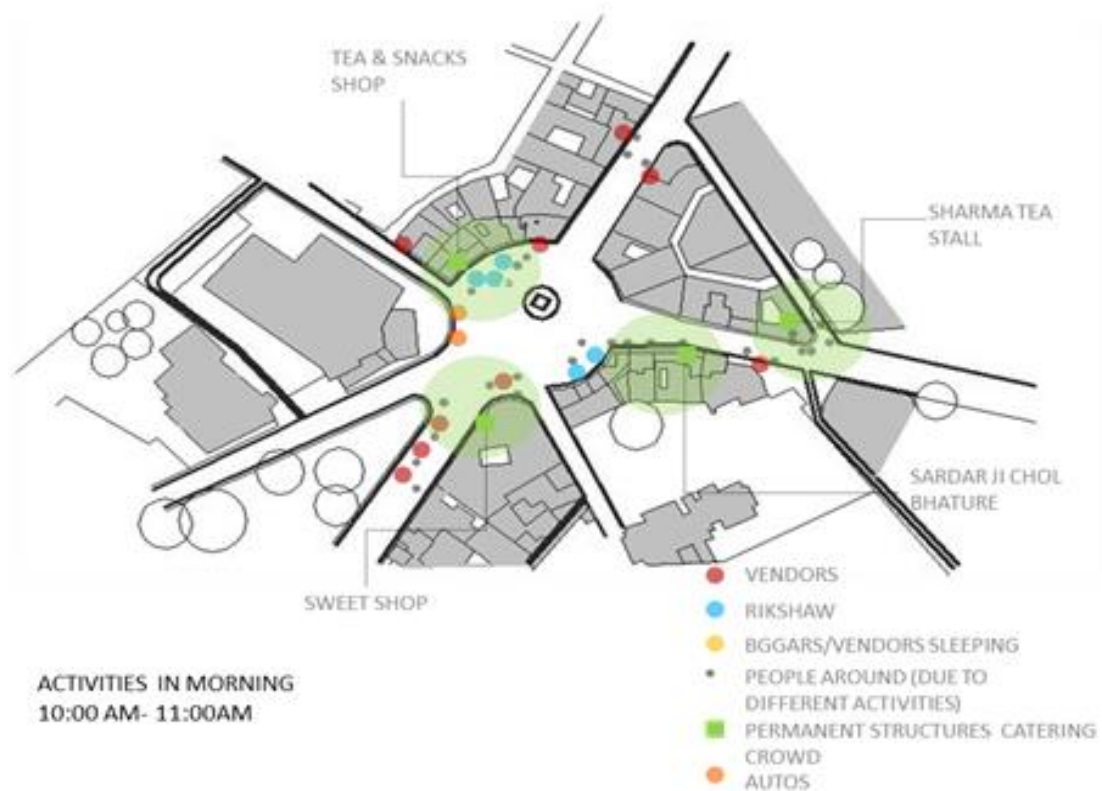 TEA & SNACKS
SHOP
SHARMA TEA
STALL
SARDAR JI CHOL
BHATURE
SWEET SHOP
VENDORS
RIKSHAW
BGGARS/VENDORS SLEEPING
PEOPLE AROUND (DUE TO
DIFFERENT ACTIVITIES)
PERMANENT STRUCTURES CATERING
CROWD
AUTOS
ACTIVITIES IN MORNING
10:00 AM- 11:00AM